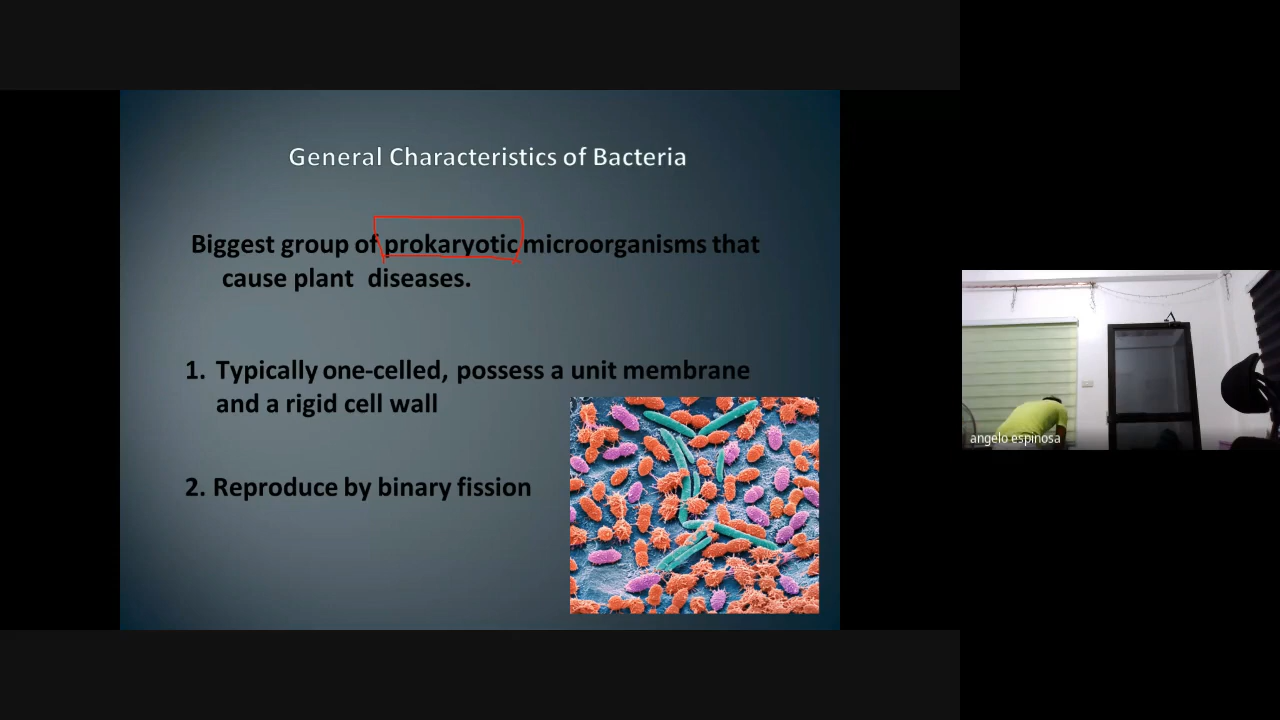 General Characteristics of Bacteria
Biggest group of prokaryotic microorganisms that
cause plant diseases.
1. Typically one-celled, possess a unit membrane
and a rigid cell wall
2. Reproduce by binary fission
angelo espinosa